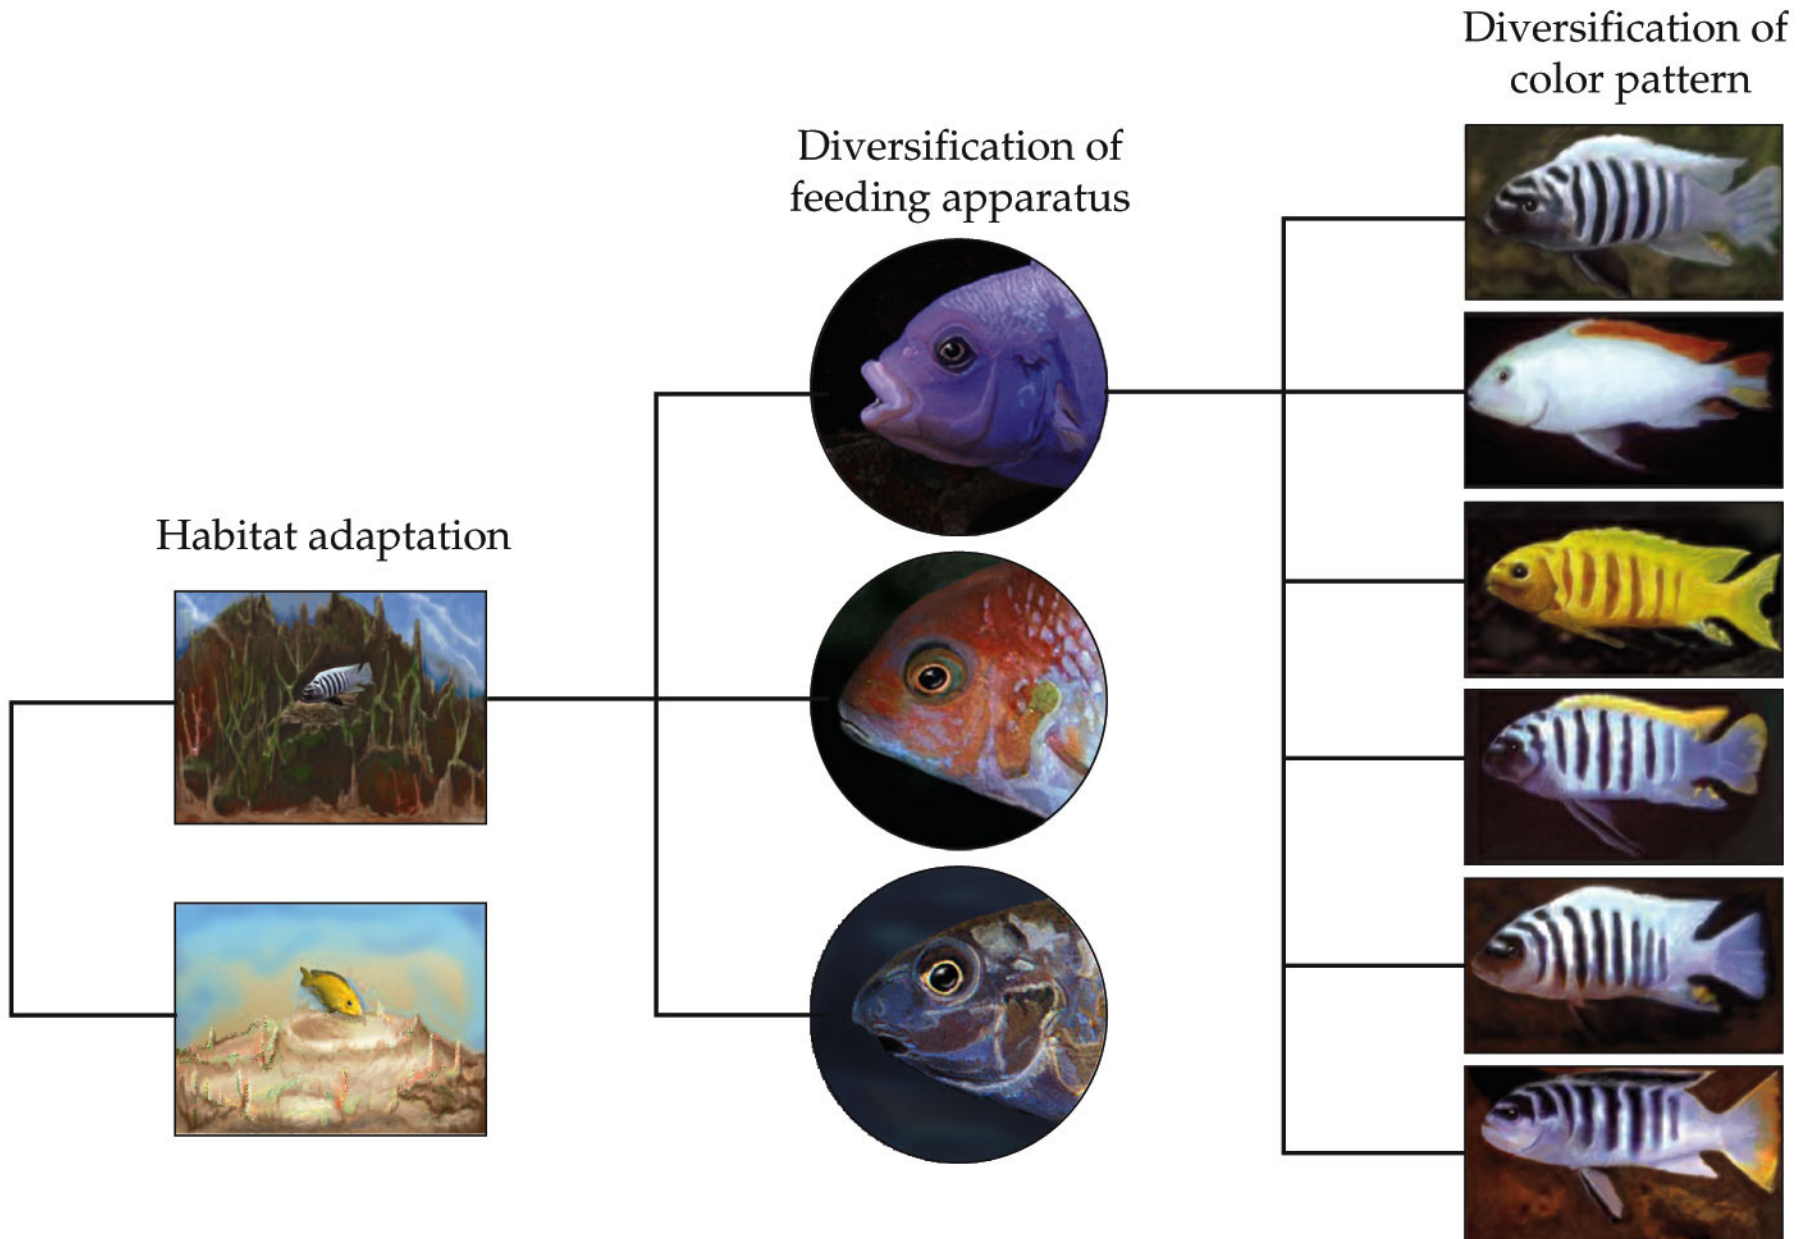 Diversification of
color pattern
Diversification of
feeding apparatus
Habitat adaptation